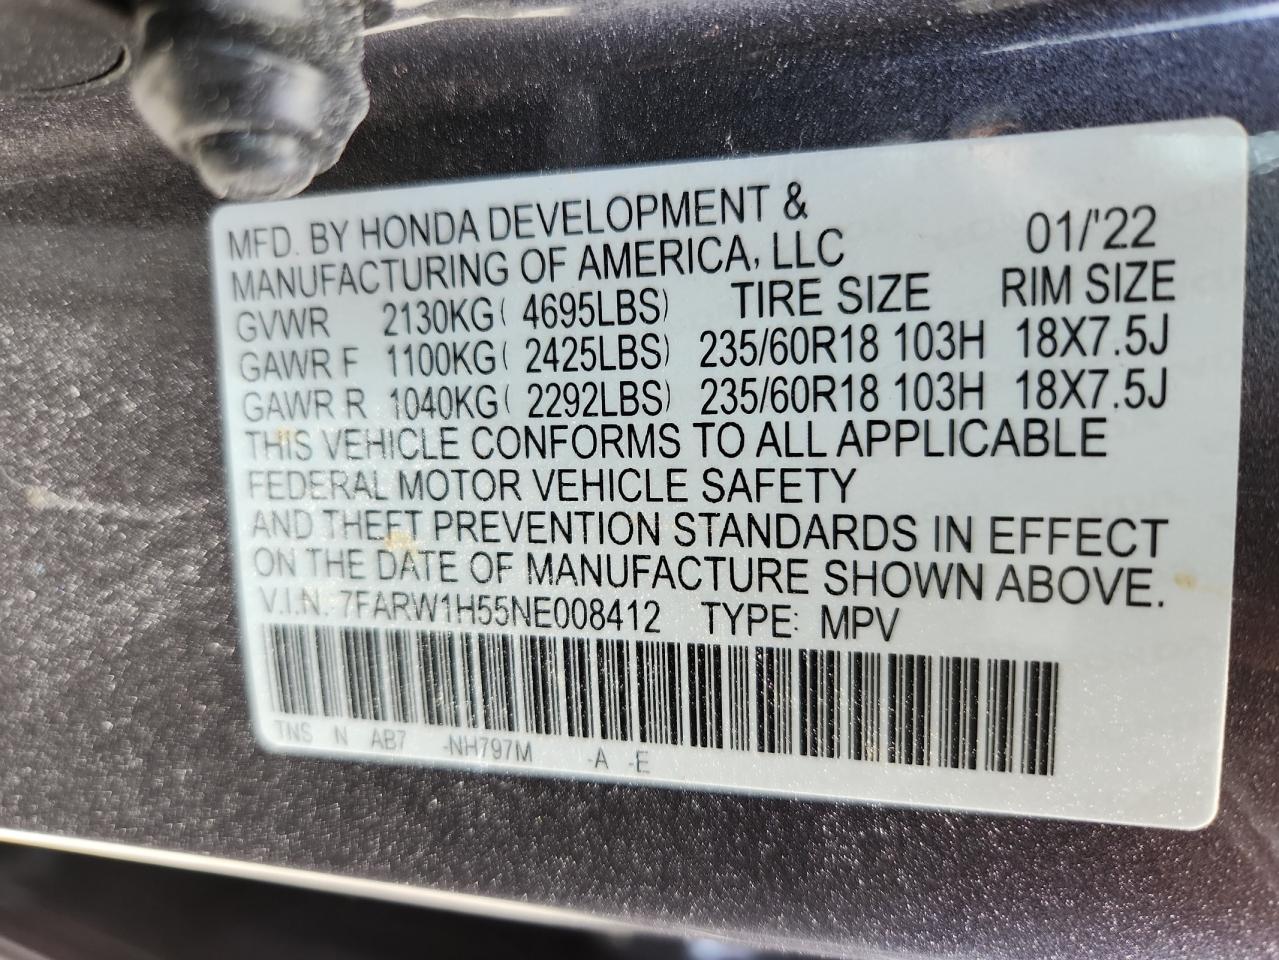 MFD. BY HONDA DEVELOPMENT &
MANUFACTURING OF AMERICA, LLC 01/'22
GVWR 2130KG( 4695LBS) TIRE SIZE RIM SIZE
GAWR F 1100KG( 2425LBS) 235/60R18 103H 18X7.5J
GAWR R 1040KG( 2292LBS) 235/60R18 103H 18X7.5J
THIS VEHICLE CONFORMS TO ALL APPLICABLE
FEDERAL MOTOR VEHICLE SAFETY
AND THEFT PREVENTION STANDARDS IN EFFECT
ON THE DATE OF MANUFACTURE SHOWN ABOVE.
V.I.N.: 7FARW1H55NE008412 TYPE: MPV
TNS N AB7 -NH797M -A -E